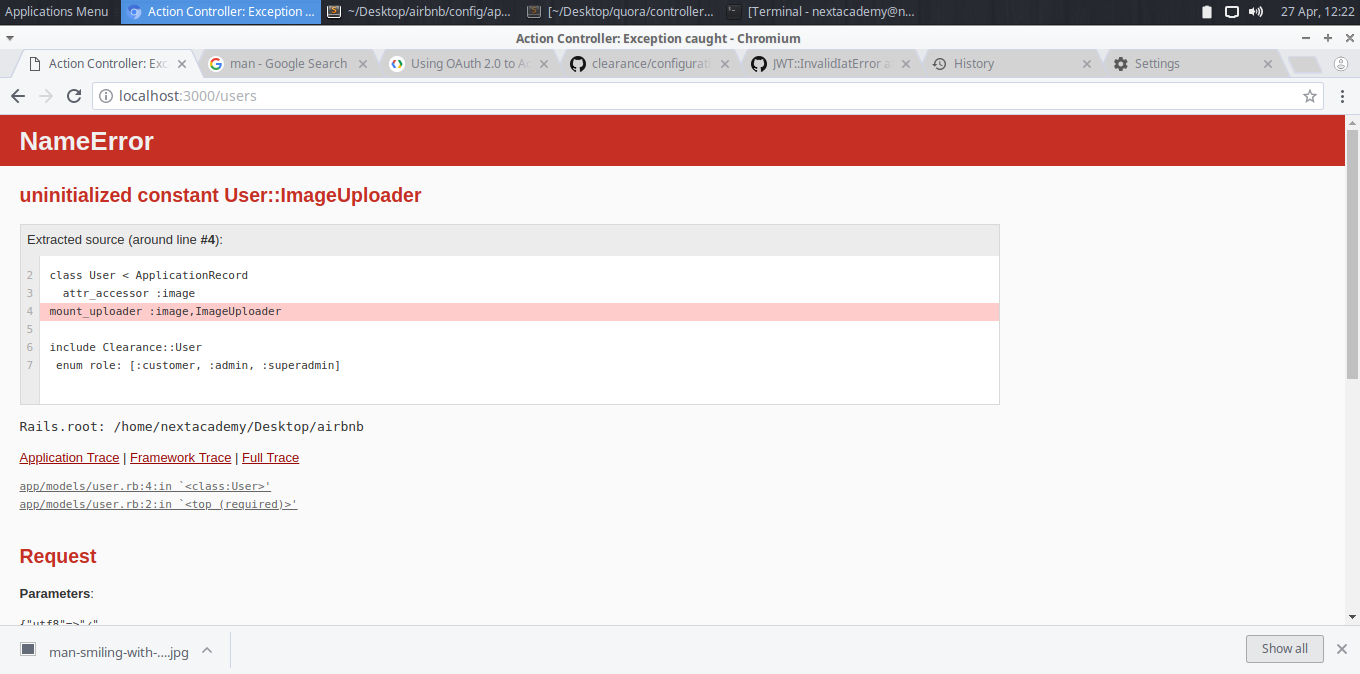 Applications Menu
Action Controller: Exception ...
~/Desktop/airbnb/config/ap...
[~/Desktop/quora/controller...
[Terminal - nextacademy@n...
27 Apr, 12:22
Action Controller: Exception caught - Chromium
Action Controller: Exc
man - Google Search
Using OAuth 2.0 to Ac
clearance/configurati
JWT::InvalidIatError a
History
Settings
localhost:3000/users
NameError
uninitialized constant User::ImageUploader
Extracted source (around line #4):
2 class User < ApplicationRecord
3 attr_accessor :image
4 mount_uploader :image,ImageUploader
5
6 include Clearance::User
7 enum role: [:customer, :admin, :superadmin]
Rails.root: /home/nextacademy/Desktop/airbnb
Application Trace | Framework Trace | Full Trace
app/models/user.rb:4:in `<class:User>'
app/models/user.rb:2:in `<top (required)>'
Request
Parameters:
{"utf8"=>"✓",
man-smiling-with-....jpg
Show all